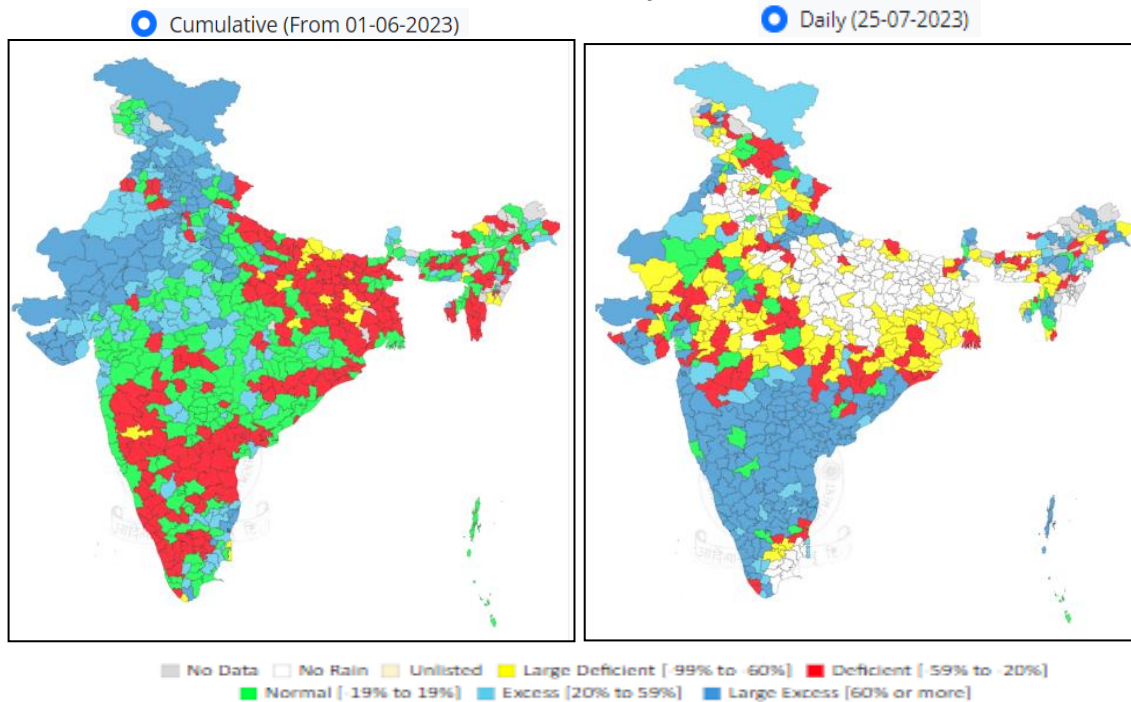 Cumulative (From 01-06-2023)
Daily (25-07-2023)
No Data No Rain Unlisted Large Deficient [-99% to -60%] Deficient [-59% to -20%]
Normal [-19% to 19%] Excess [20% to 59%] Large Excess [60% or more]